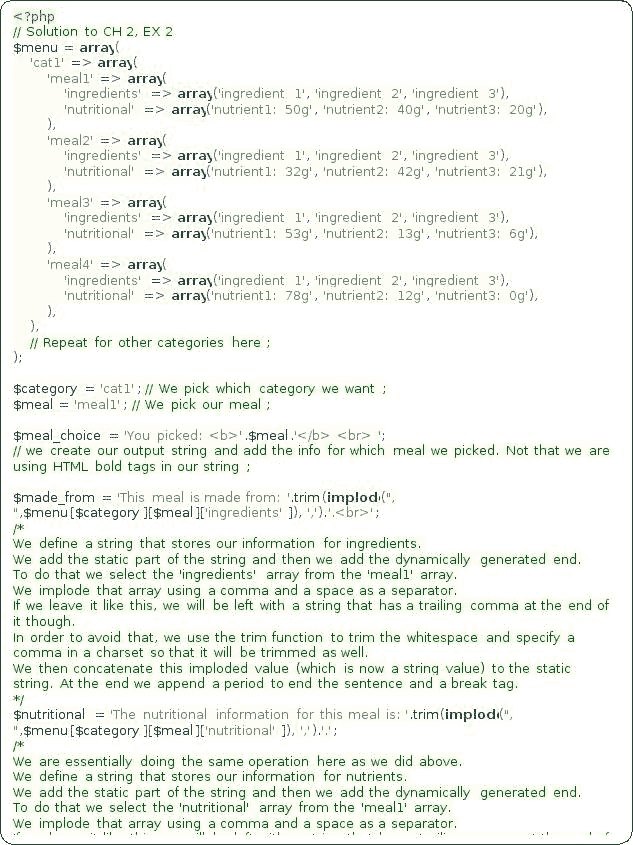 <?php
// Solution to CH 2, EX 2
$menu = array(
'cat1' => array(
'meal1' => array(
'ingredients' => array('ingredient 1', 'ingredient 2', 'ingredient 3'),
'nutritional' => array('nutrient1: 50g', 'nutrient2: 40g', 'nutrient3: 20g'),
),
'meal2' => array(
'ingredients' => array('ingredient 1', 'ingredient 2', 'ingredient 3'),
'nutritional' => array('nutrient1: 32g', 'nutrient2: 42g', 'nutrient3: 21g'),
),
'meal3' => array(
'ingredients' => array('ingredient 1', 'ingredient 2', 'ingredient 3'),
'nutritional' => array('nutrient1: 53g', 'nutrient2: 13g', 'nutrient3: 6g'),
),
'meal4' => array(
'ingredients' => array('ingredient 1', 'ingredient 2', 'ingredient 3'),
'nutritional' => array('nutrient1: 78g', 'nutrient2: 12g', 'nutrient3: 0g'),
),
),
// Repeat for other categories here ;
);
$category = 'cat1'; // We pick which category we want ;
$meal = 'meal1'; // We pick our meal ;
$meal_choice = 'You picked: <b>'.$meal.'</b> <br> ';
// we create our output string and add the info for which meal we picked. Not that we are
using HTML bold tags in our string ;
$made_from = 'This meal is made from: '.trim(implode(",
",$menu[$category][$meal]['ingredients' ]), ',').'.<br>';
/*
We define a string that stores our information for ingredients.
We add the static part of the string and then we add the dynamically generated end.
To do that we select the 'ingredients' array from the 'meal1' array.
We implode that array using a comma and a space as a separator.
If we leave it like this, we will be left with a string that has a trailing comma at the end of
it though.
In order to avoid that, we use the trim function to trim the whitespace and specify a
comma in a charset so that it will be trimmed as well.
We then concatenate this imploded value (which is now a string value) to the static
string. At the end we append a period to end the sentence and a break tag.
*/
$nutritional = 'The nutritional information for this meal is: '.trim(implode(",
",$menu[$category][$meal]['nutritional' ]), ',').'.';
/*
We are essentially doing the same operation here as we did above.
We define a string that stores our information for nutrients.
We add the static part of the string and then we add the dynamically generated end.
To do that we select the 'nutritional' array from the 'meal1' array.
We implode that array using a comma and a space as a separator.